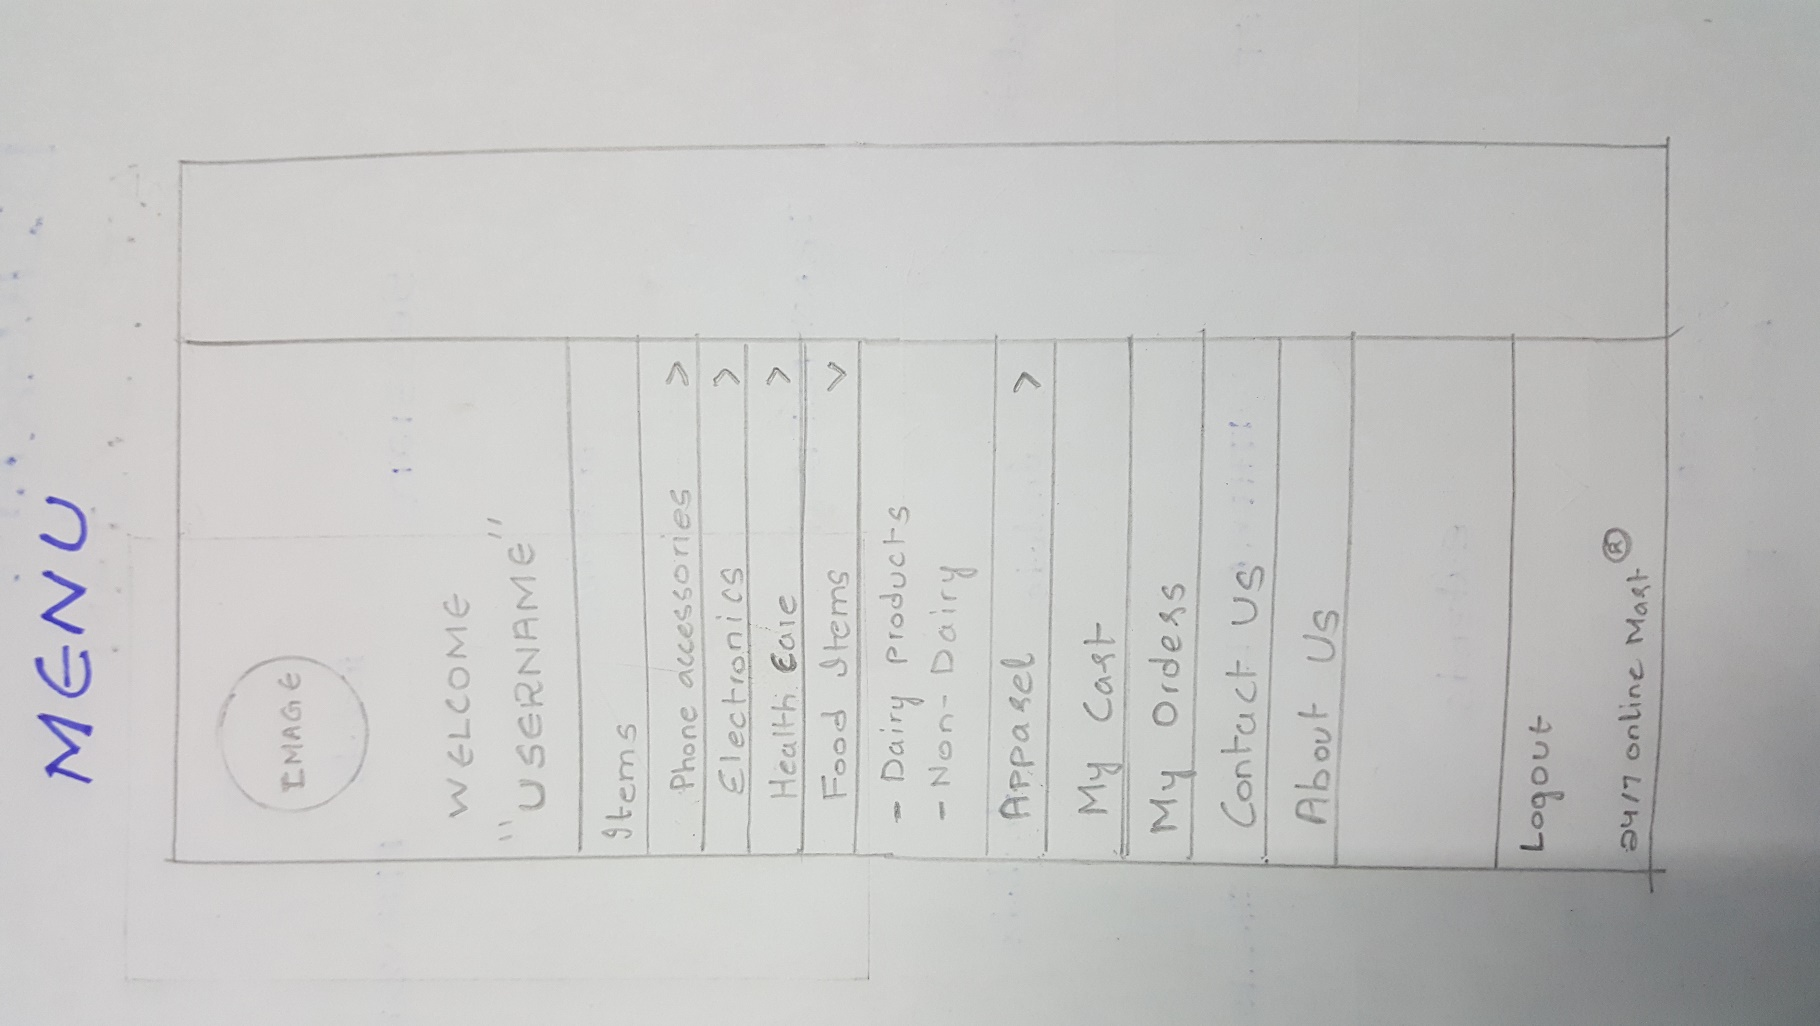 MENU
IMAGE
WELCOME
"USERNAME"
Items
Phone accessories >
Electronics >
Health Care >
Food Items <
- Dairy products
- Non-Dairy
Apparel >
My Cart
My Orders
Contact Us
About Us
Logout
24/7 online Mart ®